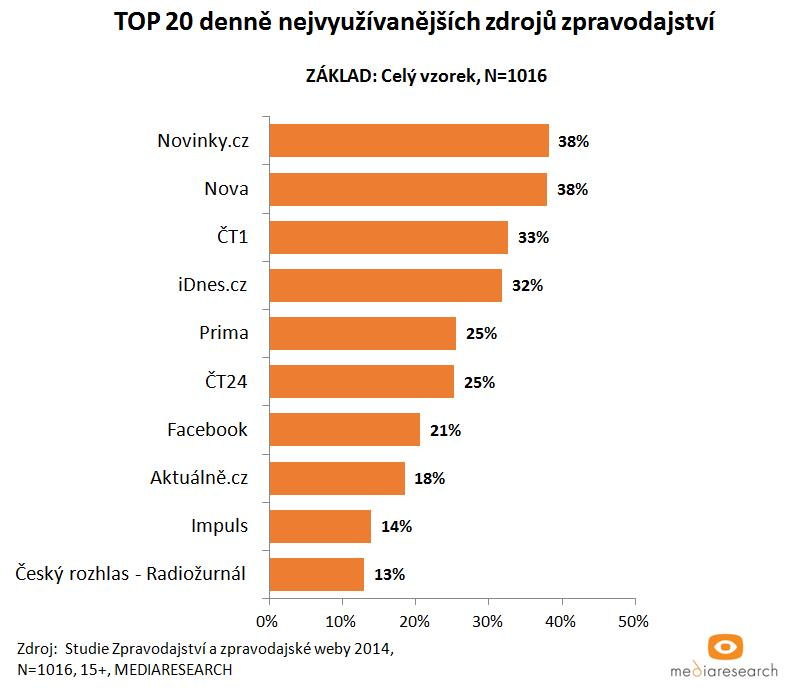 TOP 20 denně nejvyužívanějších zdrojů zpravodajství
ZÁKLAD: Celý vzorek, N=1016
Novinky.cz 38%
Nova 38%
ČT1 33%
iDnes.cz 32%
Prima 25%
ČT24 25%
Facebook 21%
Aktuálně.cz 18%
Impuls 14%
Český rozhlas - Radiožurnál 13%
0% 10% 20% 30% 40% 50%
Zdroj: Studie Zpravodajství a zpravodajské weby 2014,
N=1016, 15+, MEDIARESEARCH
mediaresearch